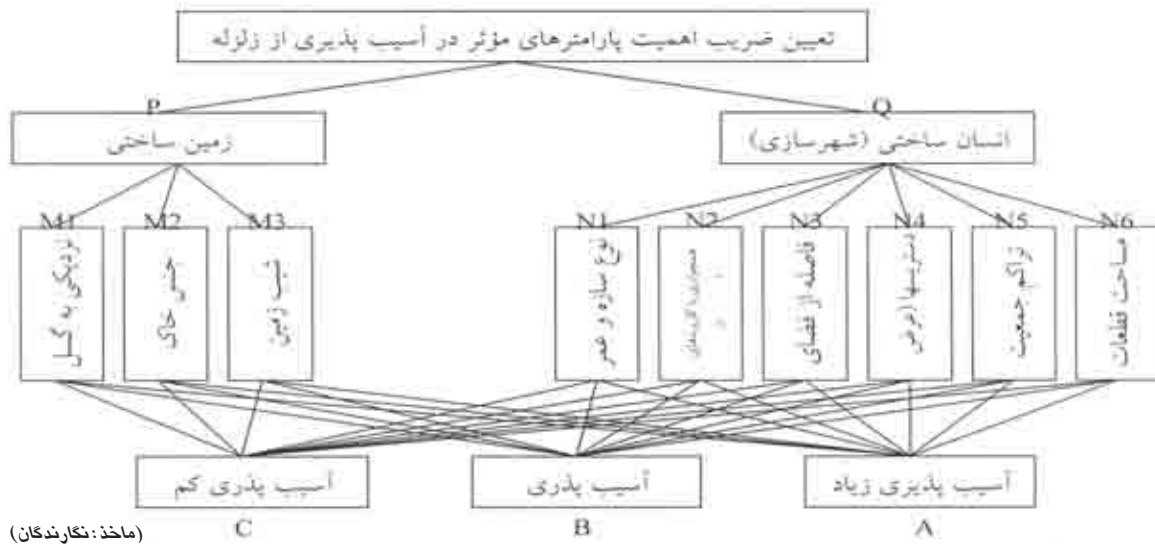 تعیین ضریب اهمیت پارامترهای مؤثر در آسیب پذیری از زلزله
Q
P
انسان ساختی (شهرسازی)
زمین ساختی
N6
N5
N4
N3
N2
N1
M3
M2
M1
مساحت قطعات
تراکم جمعیت
دسترسیها (عرض
فاصله از فضای
نوع سازه و عمر
شیب زمین
جنس خاک
نزدیکی به گسل
آسیب پذیری زیاد
آسیب پذری
آسیب پذری کم
A
B
C
(ماخذ: نگارندگان)